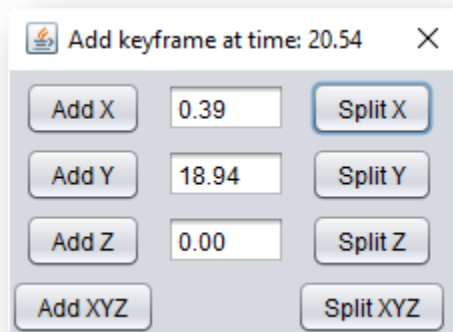 Add keyframe at time: 20.54
Add X 0.39 Split X
Add Y 18.94 Split Y
Add Z 0.00 Split Z
Add XYZ Split XYZ